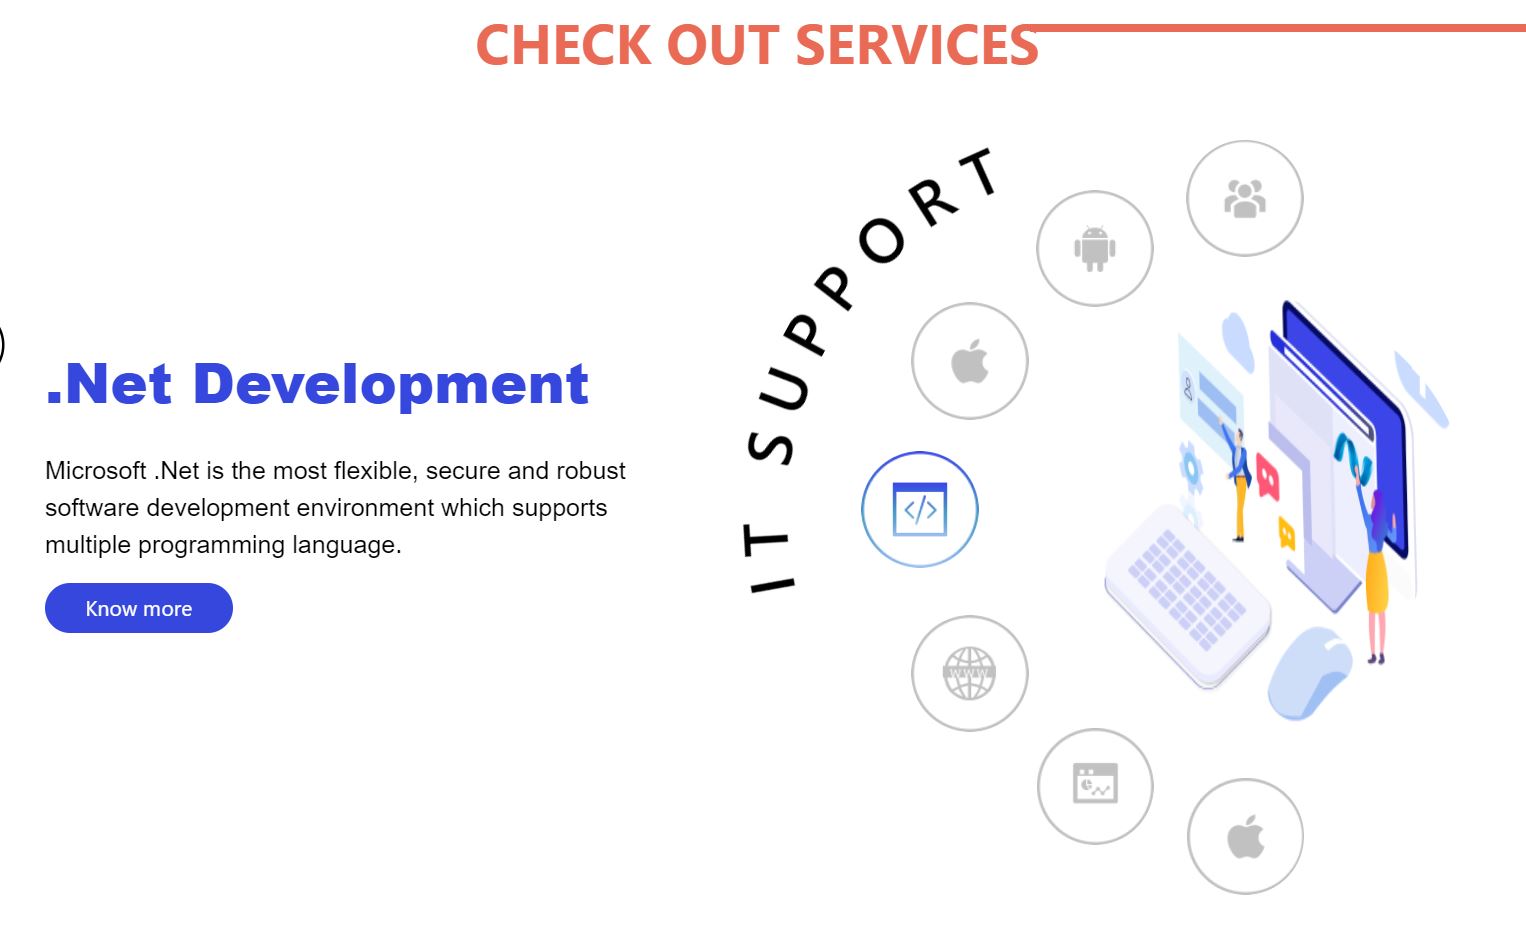 CHECK OUT SERVICES
IT SUPPORT
.Net Development
Microsoft .Net is the most flexible, secure and robust
software development environment which supports
multiple programming language.
Know more
</>
WWW